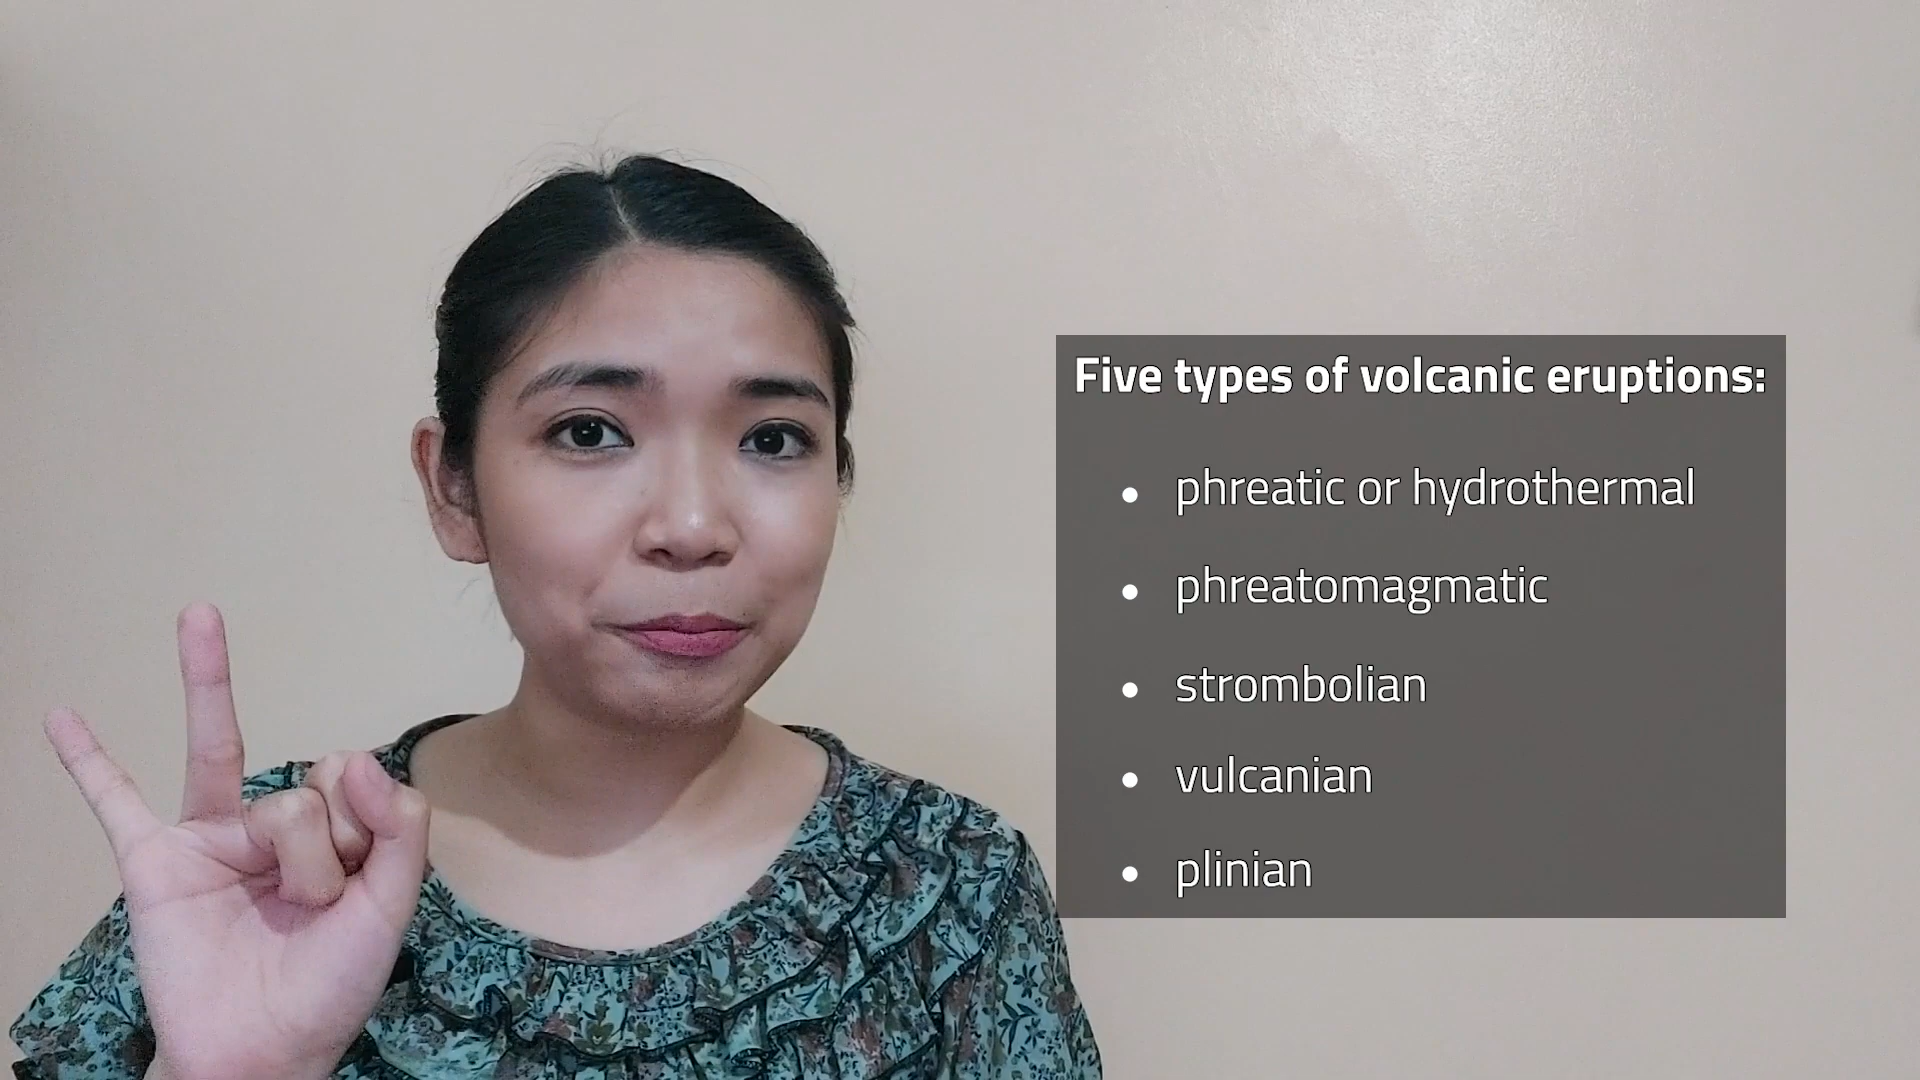 Five types of volcanic eruptions:
phreatic or hydrothermal
phreatomagmatic
strombolian
vulcanian
plinian